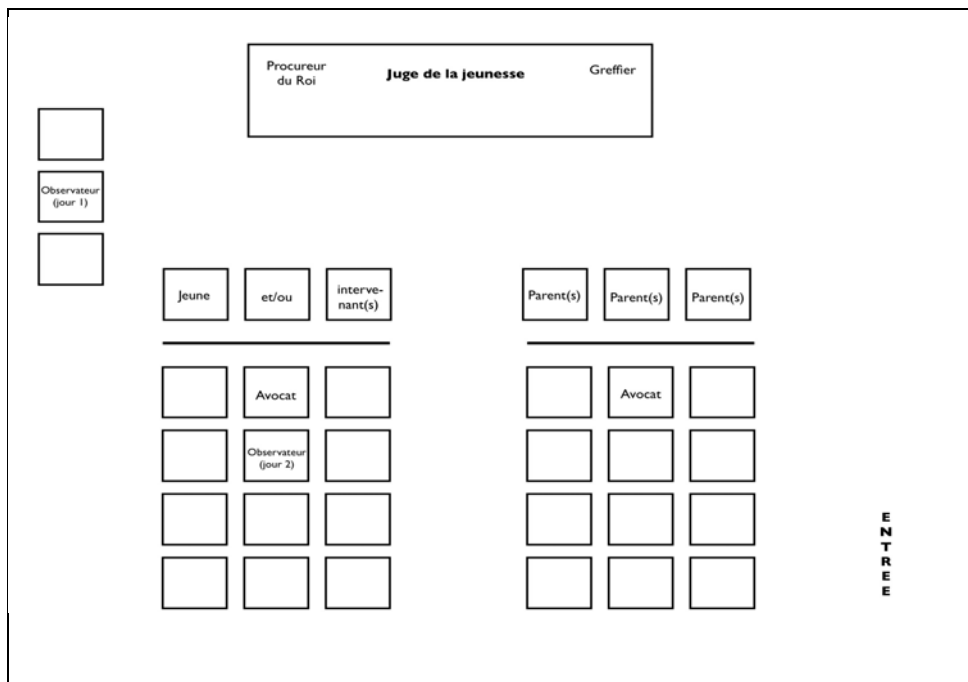 Procureur
du Roi
Juge de la jeunesse
Greffier
Observateur
(jour 1)
Jeune
et/ou
interve-
nant(s)
Parent(s)
Parent(s)
Parent(s)
Avocat
Avocat
Observateur
(jour 2)
E
N
T
R
E
E